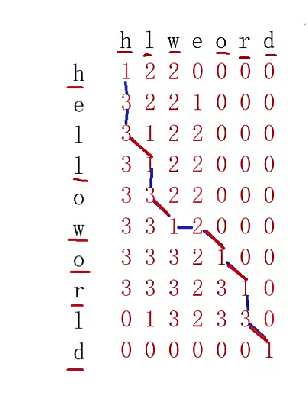 h l w e o r d
h 1 2 2 0 0 0 0
e 3 2 2 1 0 0 0
l 3 1 2 2 0 0 0
l 3 1 2 2 0 0 0
o 3 3 2 2 0 0 0
w 3 3 1 2 0 0 0
o 3 3 3 2 1 0 0
r 3 3 3 2 3 1 0
l 0 1 3 2 3 3 0
d 0 0 0 0 0 0 1